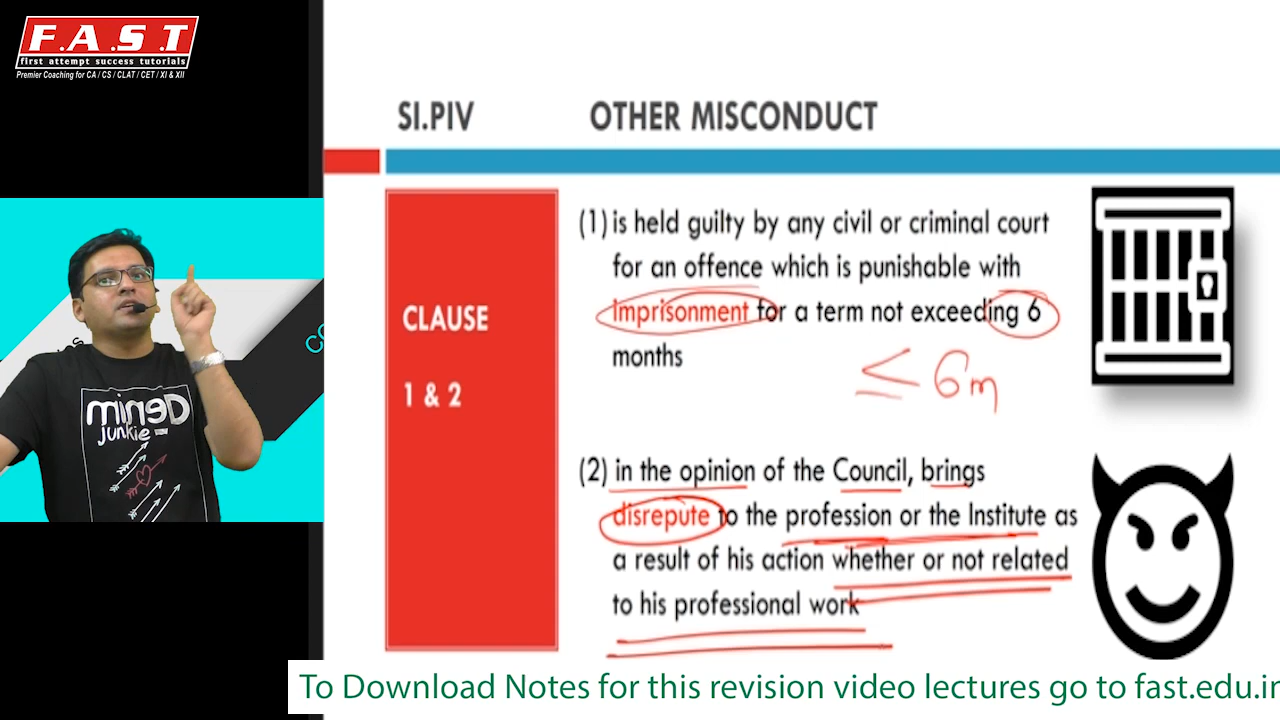 F.A.S.T
first attempt success tutorials
Premier Coaching for CA / CS / CLAT / CET / XI & XII
SI.PIV OTHER MISCONDUCT
CLAUSE
1 & 2
(1) is held guilty by any civil or criminal court
for an offence which is punishable with
imprisonment for a term not exceeding 6
months
≤ 6m
(2) in the opinion of the Council, brings
disrepute to the profession or the Institute as
a result of his action whether or not related
to his professional work
Denim
junkie
To Download Notes for this revision video lectures go to fast.edu.in